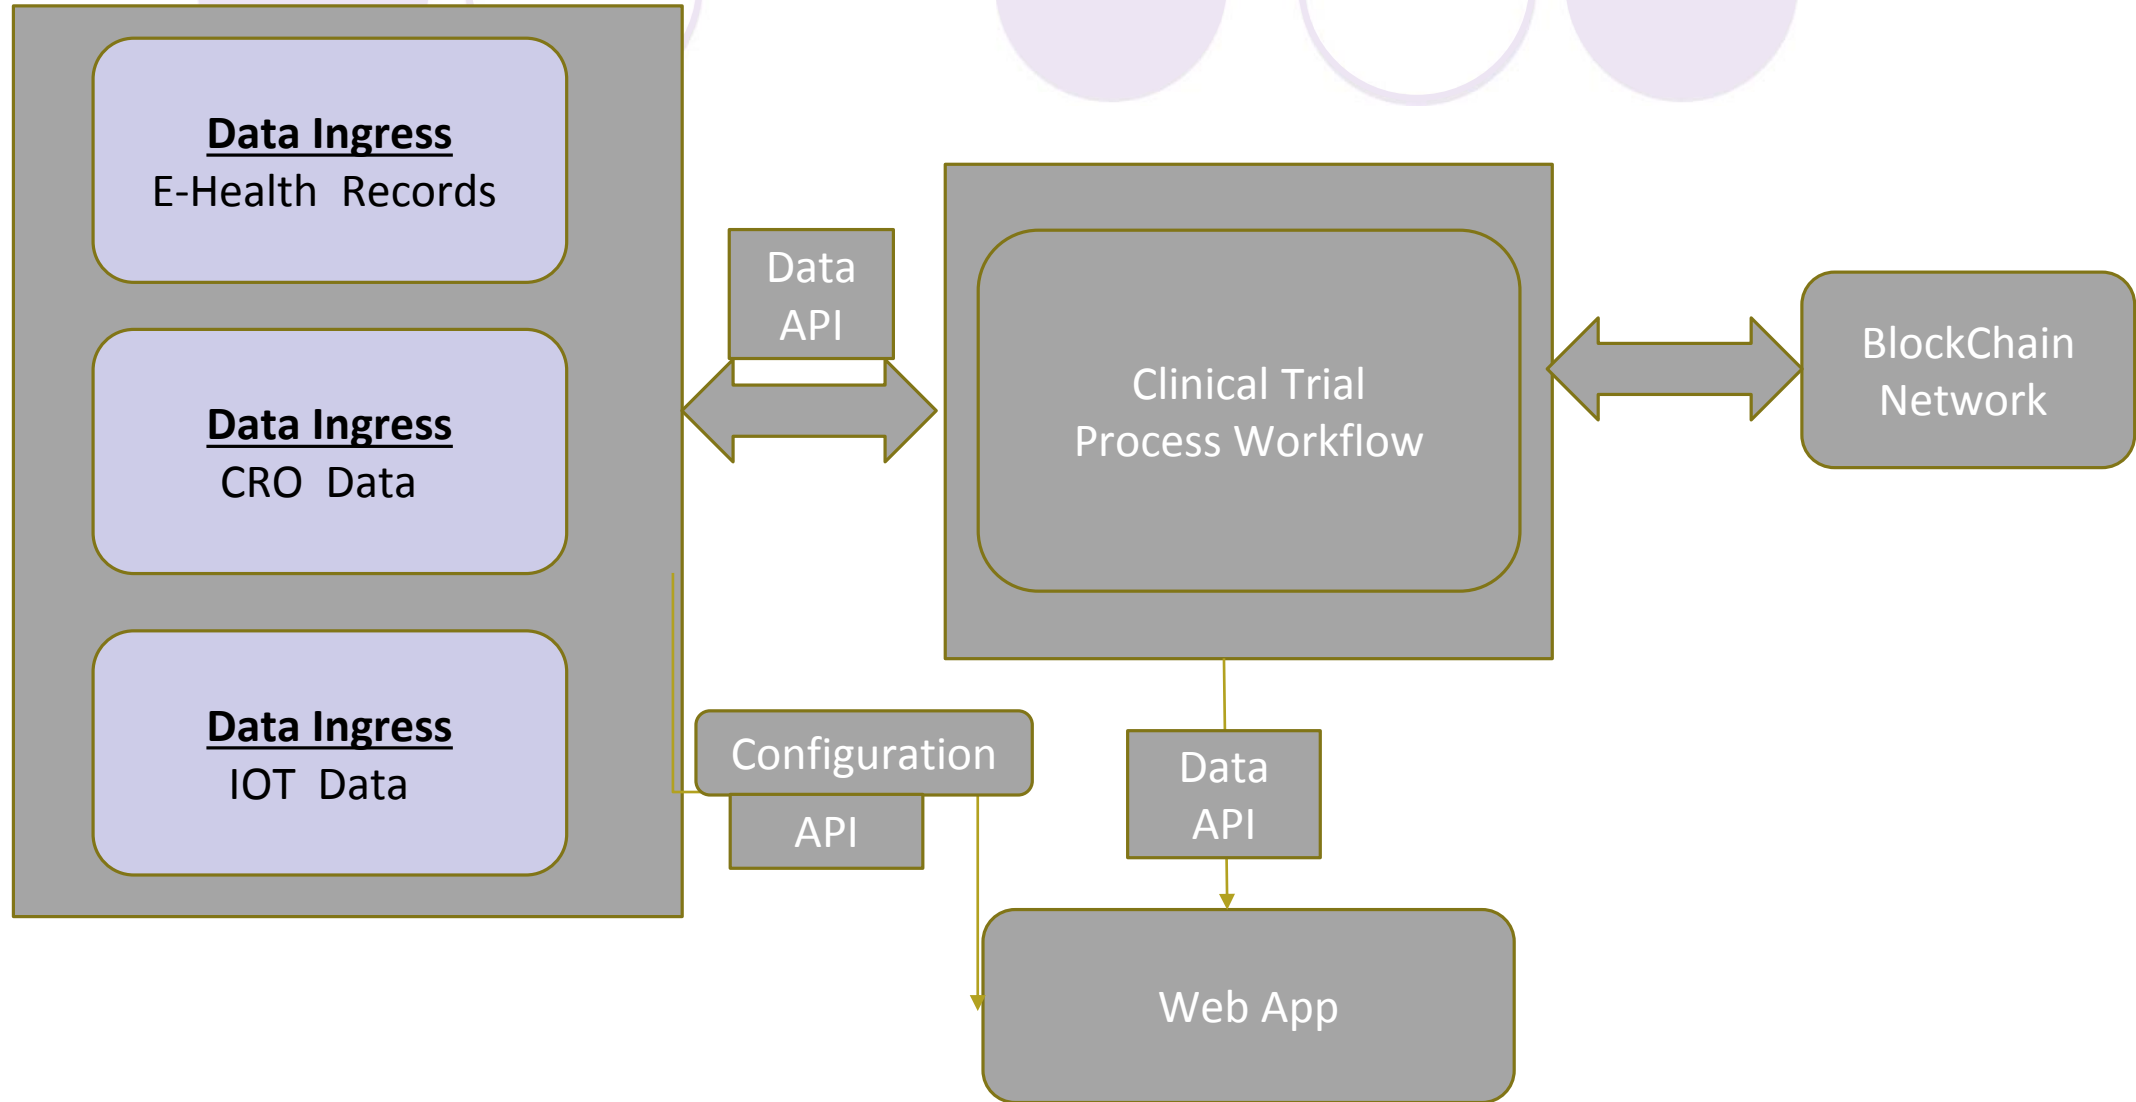 Data Ingress
E-Health Records
Data Ingress
CRO Data
Data Ingress
IOT Data
Data
API
Clinical Trial
Process Workflow
BlockChain
Network
Configuration
API
Data
API
Web App